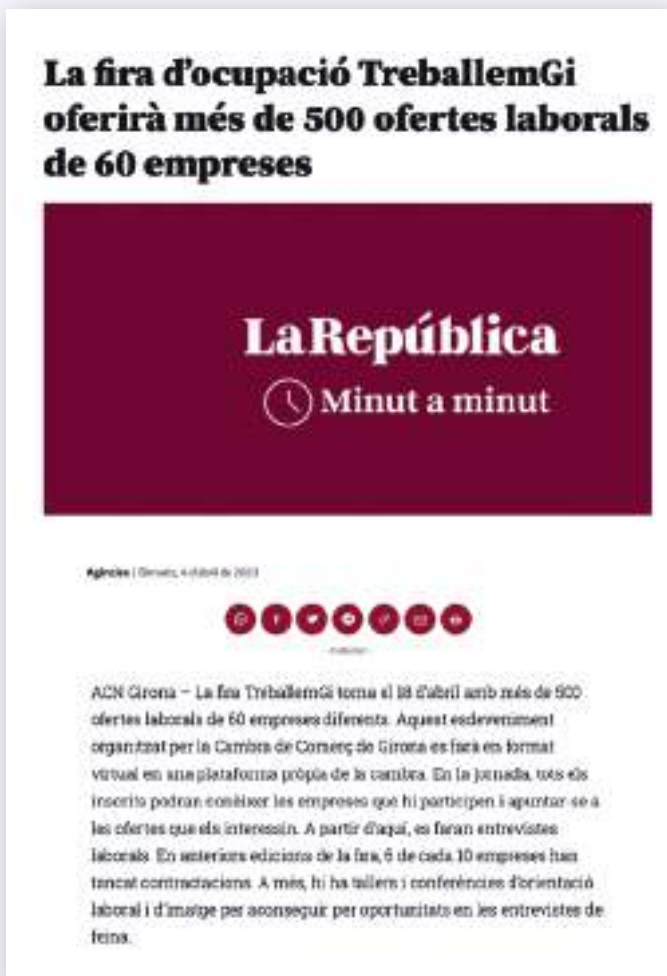 La fira d'ocupació TreballemGi
oferirà més de 500 ofertes laborals
de 60 empreses
LaRepública
Minut a minut
Agències | Dimarts, 4 d'abril de 2023
ACN Girona – La fira TreballemGi torna el 18 d'abril amb més de 500
ofertes laborals de 60 empreses diferents. Aquest esdeveniment
organitzat per la Cambra de Comerç de Girona es farà en format
virtual en una plataforma pròpia de la cambra. En la jornada, tots els
inscrits podran conèixer les empreses que hi participen i apuntar-se a
les ofertes que els interessin. A partir d'aquí, es faran entrevistes
laborals. En anteriors edicions de la fira, 6 de cada 10 empreses han
tancat contractacions. A més, hi ha tallers i conferències d'orientació
laboral i d'imatge per aconseguir per oportunitats en les entrevistes de
feina.